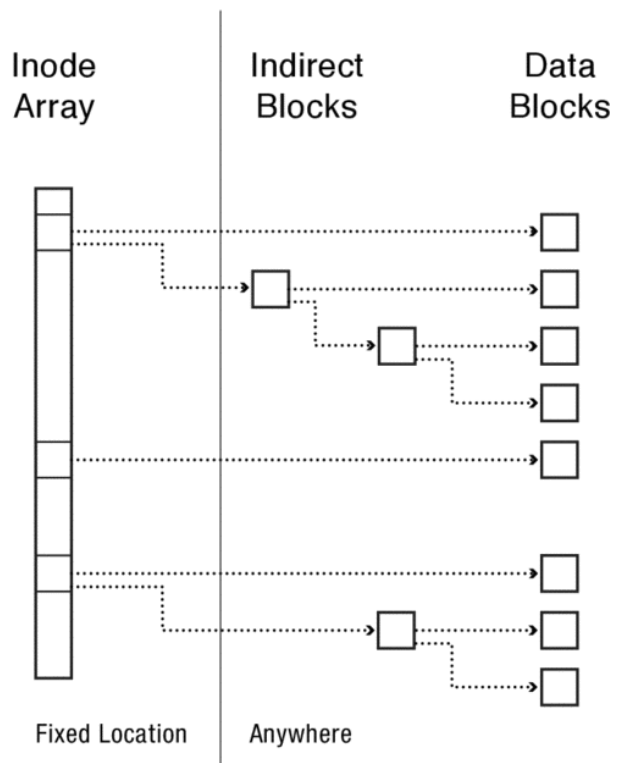 Inode
Array
Indirect
Blocks
Data
Blocks
Fixed Location
Anywhere